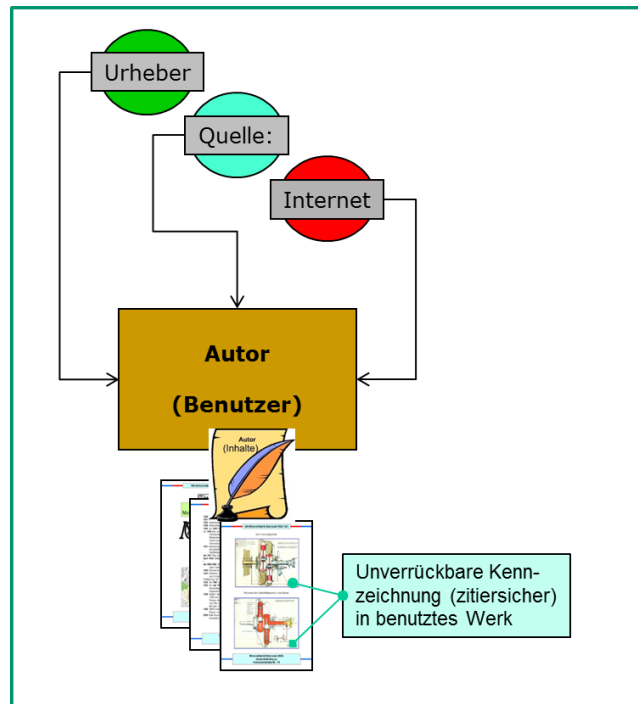 Urheber
Quelle:
Internet
Autor
(Benutzer)
Autor
(Inhalte)
Unverrückbare Kenn-
zeichnung (zitiersicher)
in benutztes Werk